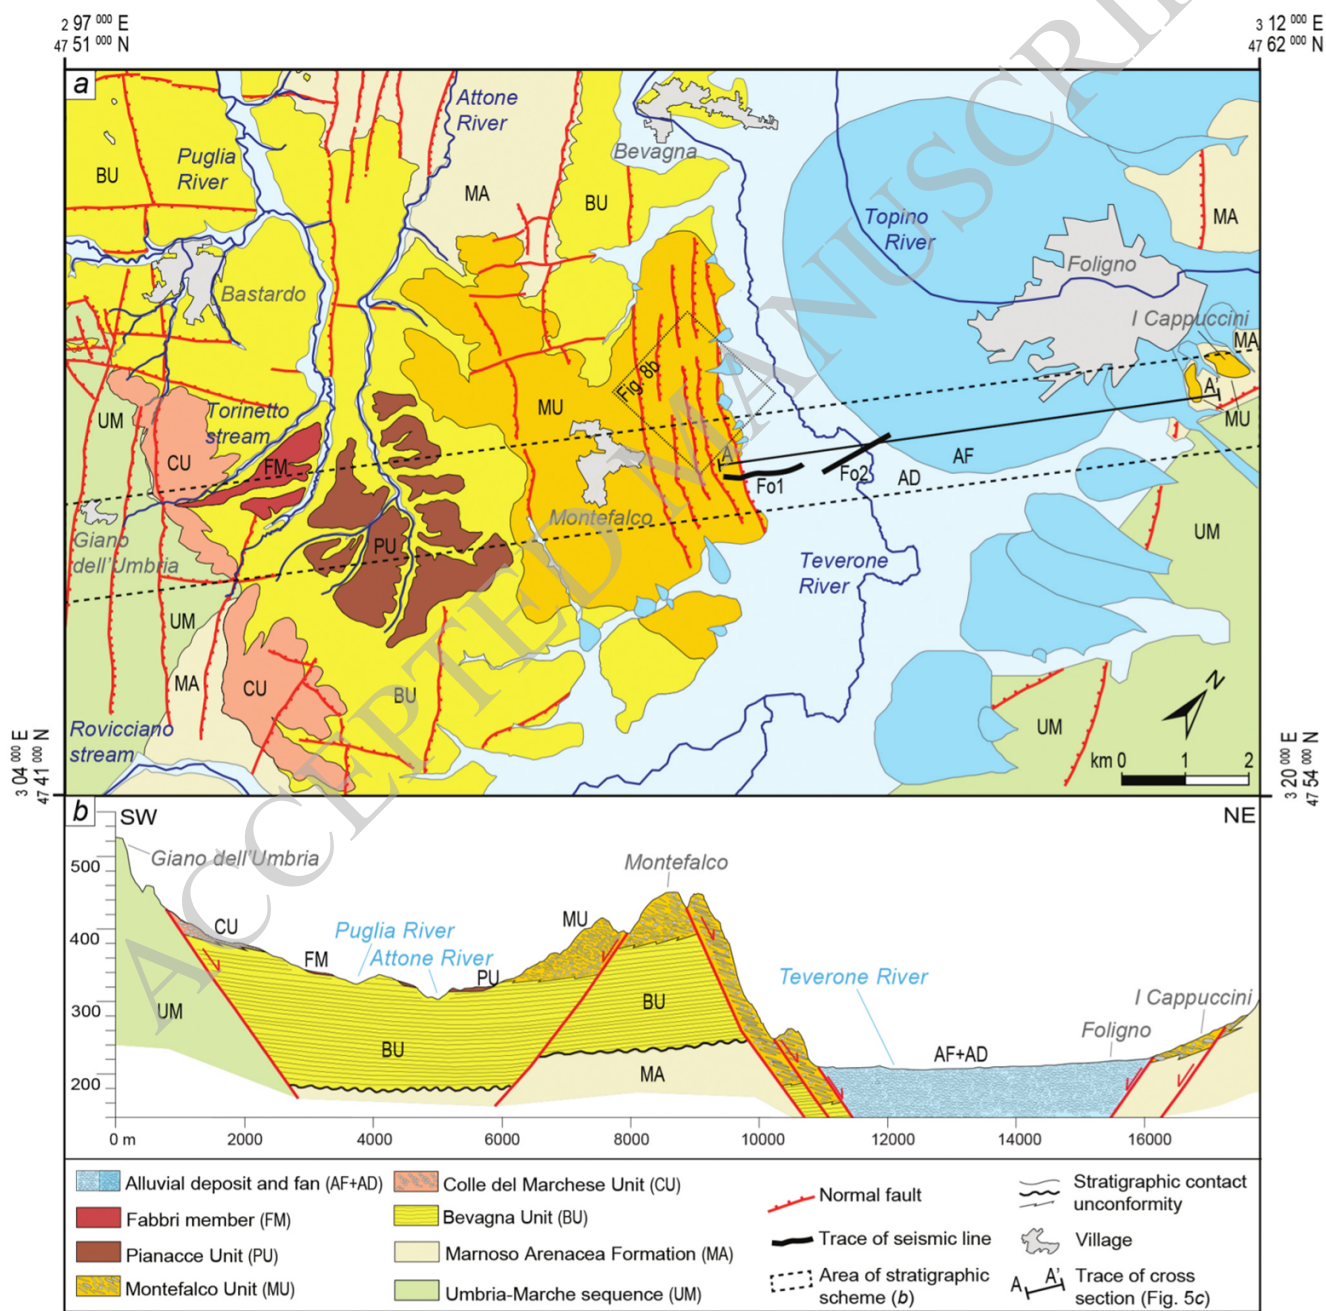 2 97 000 E
47 51 000 N
3 12 000 E
47 62 000 N
a
Attone
River
Bevagna
Puglia
River
BU
MA
BU
Topino
River
MA
Foligno
Bastardo
I Cappuccini
MA
Fig. 8b
UM
Torinetto
stream
MU
A'
MU
CU
FM
A
AF
Fo1
Fo2
AD
Montefalco
Giano
dell'Umbria
PU
UM
Teverone
River
UM
MA
CU
BU
UM
N
Rovicciano
stream
km 0 1 2
3 04 000 E
47 41 000 N
3 20 000 E
47 54 000 N
b
SW
NE
Giano dell'Umbria
Montefalco
500
CU
Puglia River
MU
400
Attone River
FM
PU
Teverone River
I Cappuccini
300
UM
BU
Foligno
BU
AF+AD
MA
200
0 m 2000 4000 6000 8000 10000 12000 14000 16000
Alluvial deposit and fan (AF+AD)
Fabbri member (FM)
Pianacce Unit (PU)
Montefalco Unit (MU)
Colle del Marchese Unit (CU)
Bevagna Unit (BU)
Marnoso Arenacea Formation (MA)
Umbria-Marche sequence (UM)
Normal fault
Trace of seismic line
Area of stratigraphic
scheme (b)
Stratigraphic contact
unconformity
Village
A A' Trace of cross
section (Fig. 5c)
ACCEPTED MANUSCRI